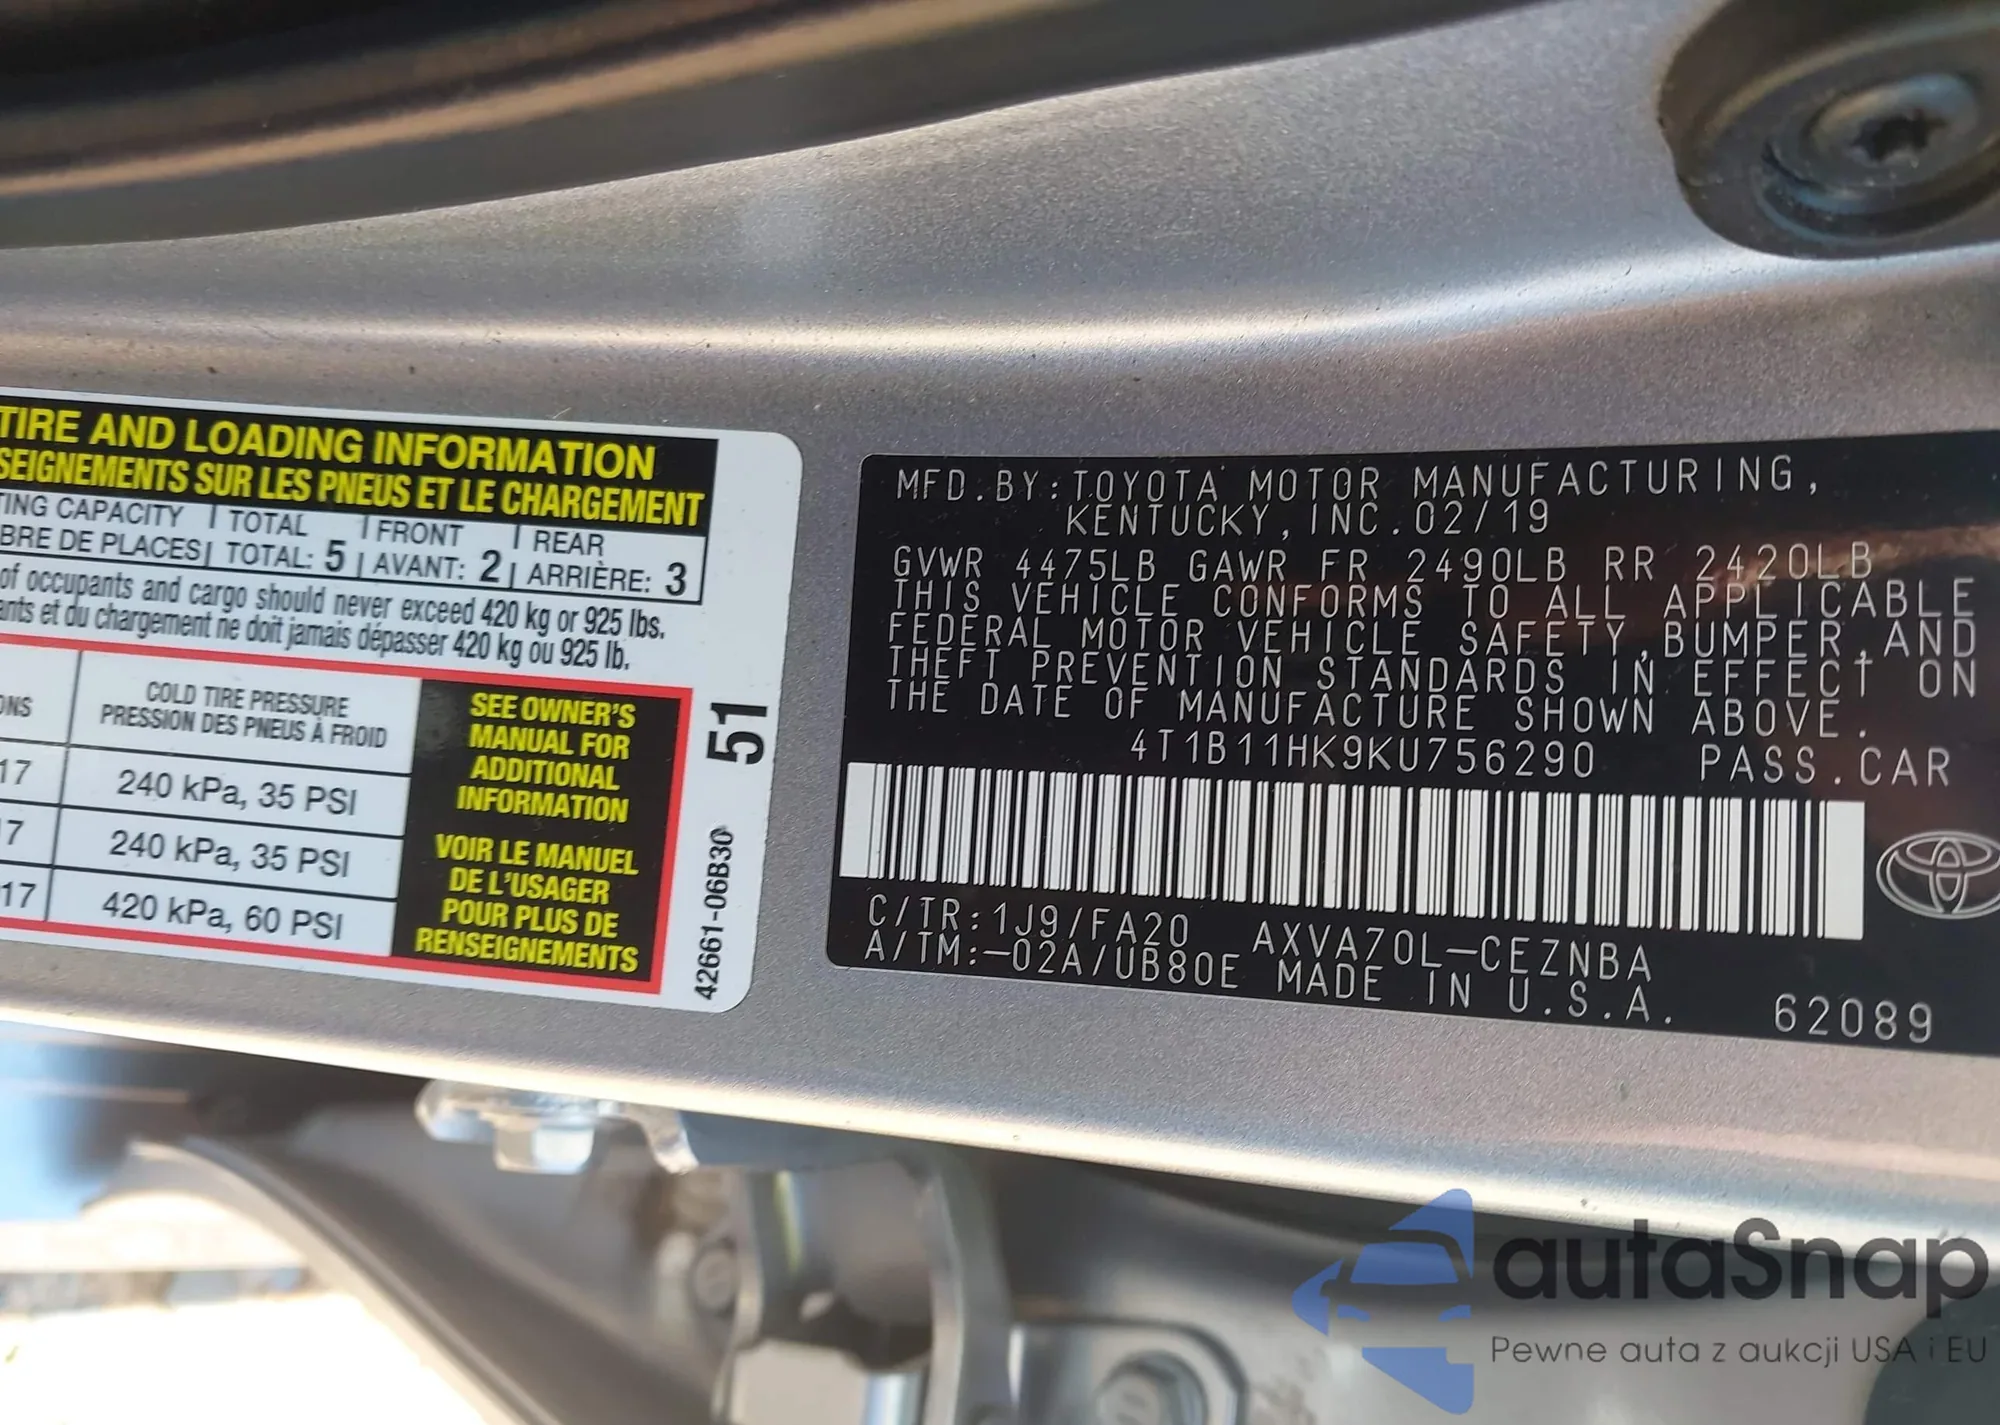 TIRE AND LOADING INFORMATION
SEIGNEMENTS SUR LES PNEUS ET LE CHARGEMENT
TING CAPACITY TOTAL FRONT REAR
BRE DE PLACES TOTAL: 5 AVANT: 2 ARRIÈRE: 3
of occupants and cargo should never exceed 420 kg or 925 lbs.
ants et du chargement ne doit jamais dépasser 420 kg ou 925 lb.
ONS
COLD TIRE PRESSURE
PRESSION DES PNEUS À FROID
17 240 kPa, 35 PSI
17 240 kPa, 35 PSI
17 420 kPa, 60 PSI
SEE OWNER'S
MANUAL FOR
ADDITIONAL
INFORMATION
VOIR LE MANUEL
DE L'USAGER
POUR PLUS DE
RENSEIGNEMENTS
51
42661-06B30
MFD.BY:TOYOTA MOTOR MANUFACTURING,
KENTUCKY,INC.02/19
GVWR 4475LB GAWR FR 2490LB RR 2420LB
THIS VEHICLE CONFORMS TO ALL APPLICABLE
FEDERAL MOTOR VEHICLE SAFETY,BUMPER,AND
THEFT PREVENTION STANDARDS IN EFFECT ON
THE DATE OF MANUFACTURE SHOWN ABOVE.
4T1B11HK9KU756290 PASS.CAR
C/TR:1J9/FA20 AXVA70L-CEZNBA
A/TM:-02A/UB80E MADE IN U.S.A.
62089
autaSnap
Pewne auta z aukcji USA i EU